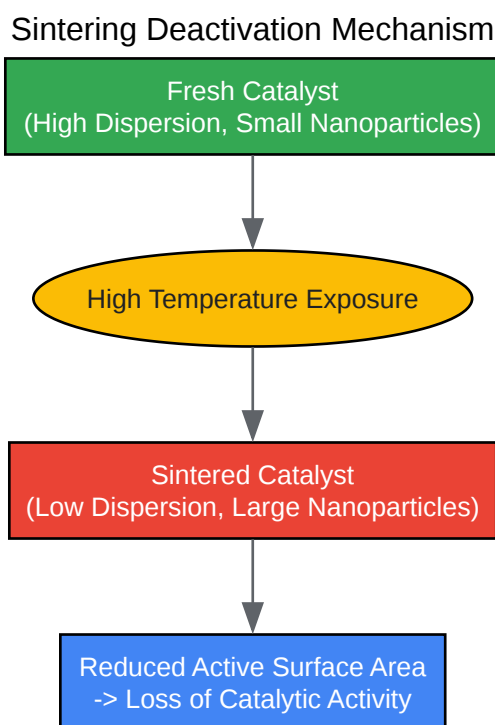 Sintering Deactivation Mechanism
Fresh Catalyst
(High Dispersion, Small Nanoparticles)
High Temperature Exposure
Sintered Catalyst
(Low Dispersion, Large Nanoparticles)
Reduced Active Surface Area
-> Loss of Catalytic Activity